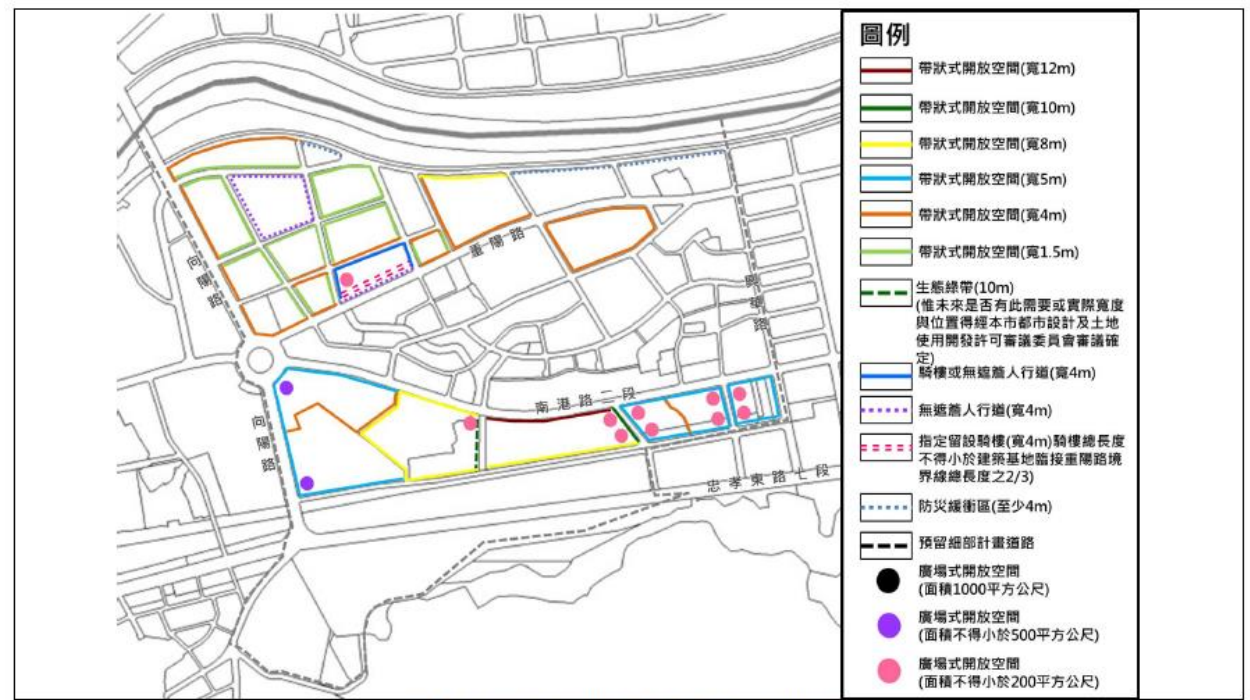 圖例
帶狀式開放空間(寬12m)
帶狀式開放空間(寬10m)
帶狀式開放空間(寬8m)
帶狀式開放空間(寬5m)
帶狀式開放空間(寬4m)
帶狀式開放空間(寬1.5m)
生態綠帶(10m)
(惟未來是否有此需要或實際寬度
與位置得經本市都市設計及土地
使用開發許可審議委員會審議確
定)
騎樓或無遮簷人行道(寬4m)
無遮簷人行道(寬4m)
指定留設騎樓(寬4m)騎樓總長度
不得小於建築基地臨接重陽路境
界線總長度之2/3)
防災緩衝區(至少4m)
預留細部計畫道路
廣場式開放空間
(面積1000平方公尺)
廣場式開放空間
(面積不得小於500平方公尺)
廣場式開放空間
(面積不得小於200平方公尺)
向陽路
重陽路
興華路
南港路二段
向陽路
忠孝東路七段